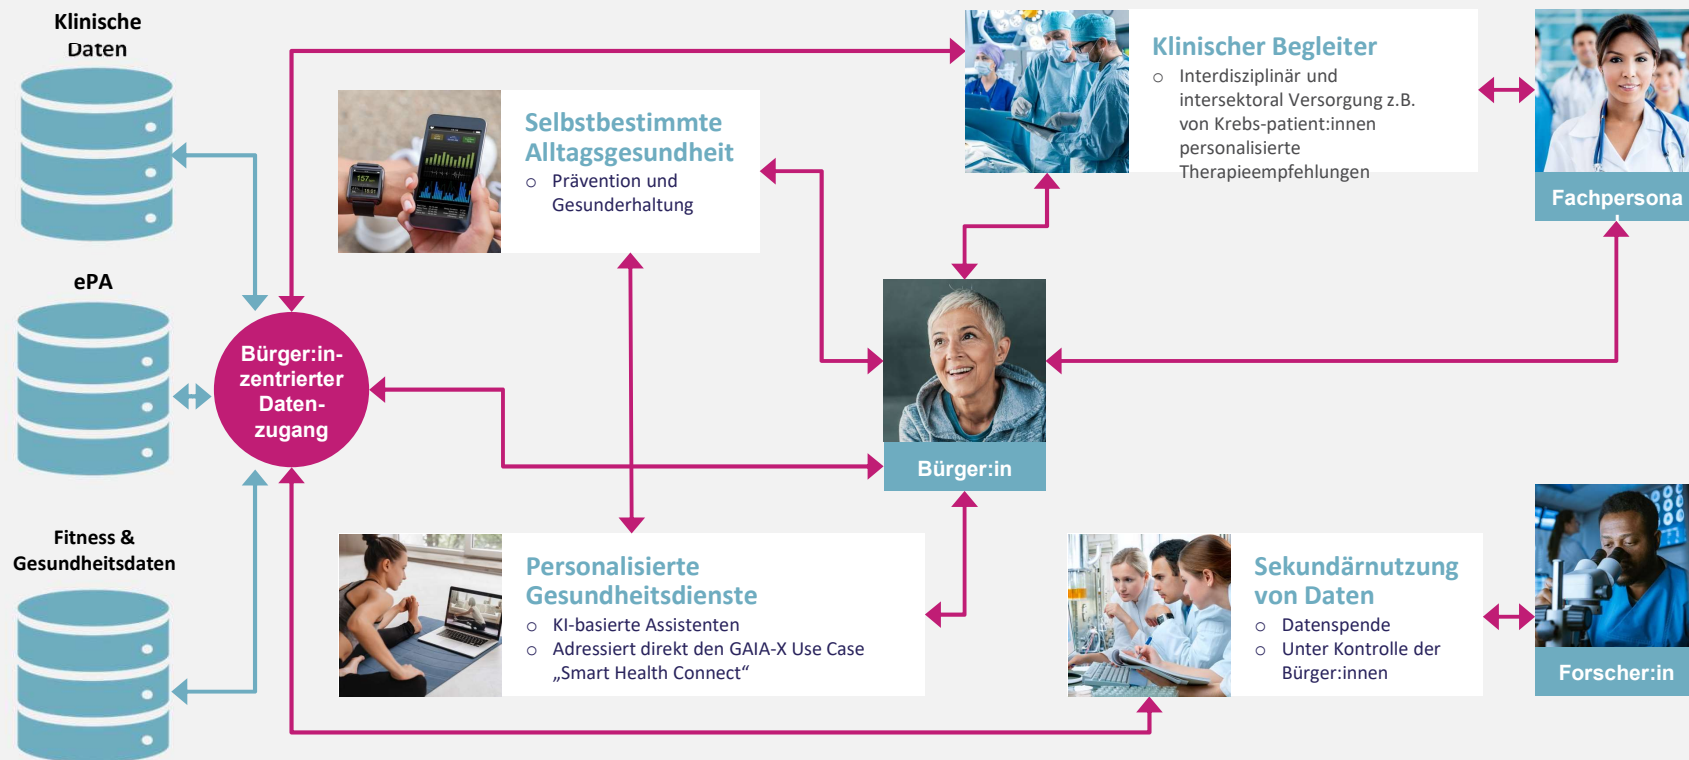 Klinische
Daten
ePA
Fitness &
Gesundheitsdaten
Bürger:in-
zentrierter
Daten-
zugang
Selbstbestimmte
Alltagsgesundheit
o Prävention und
Gesunderhaltung
Personalisierte
Gesundheitsdienste
o KI-basierte Assistenten
o Adressiert direkt den GAIA-X Use Case
„Smart Health Connect“
Bürger:in
Klinischer Begleiter
o Interdisziplinär und
intersektoral Versorgung z.B.
von Krebs-patient:innen
personalisierte
Therapieempfehlungen
Fachpersona
l
Sekundärnutzung
von Daten
o Datenspende
o Unter Kontrolle der
Bürger:innen
Forscher:in